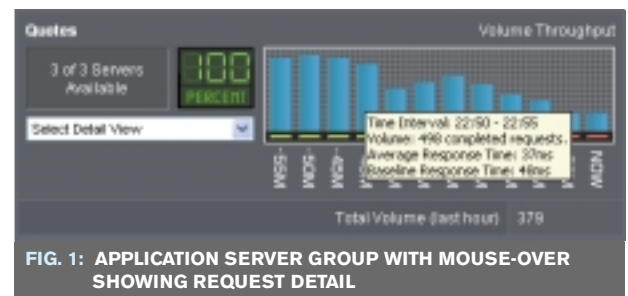 Quotes
Volume Throughput
3 of 3 Servers
Available
100
PERCENT
Select Detail View
Time Interval: 22:50 - 22:55
Volume: 498 completed requests.
Average Response Time: 37ms
Baseline Response Time: 48ms
-55M
-50M
-45M
NOW
Total Volume (last hour) 379
FIG. 1: APPLICATION SERVER GROUP WITH MOUSE-OVER
SHOWING REQUEST DETAIL